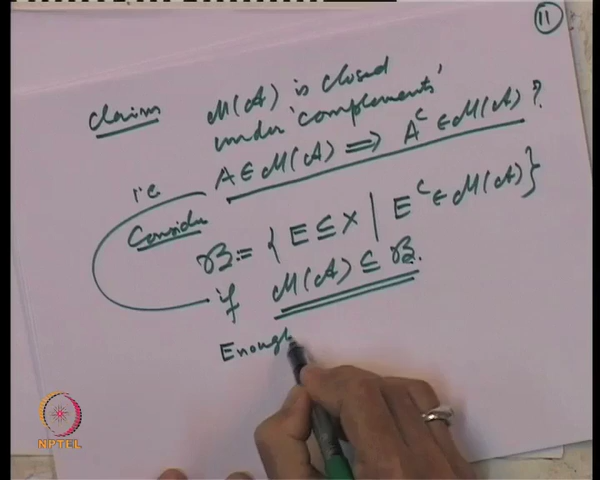 11
Claim M(A) is closed
under 'complements'
i.e A ∈ M(A) ⟹ A^c ∈ M(A) ?
Consider
B := { E ⊆ X | E^c ∈ M(A) }
if M(A) ⊆ B.
Enough
NPTEL